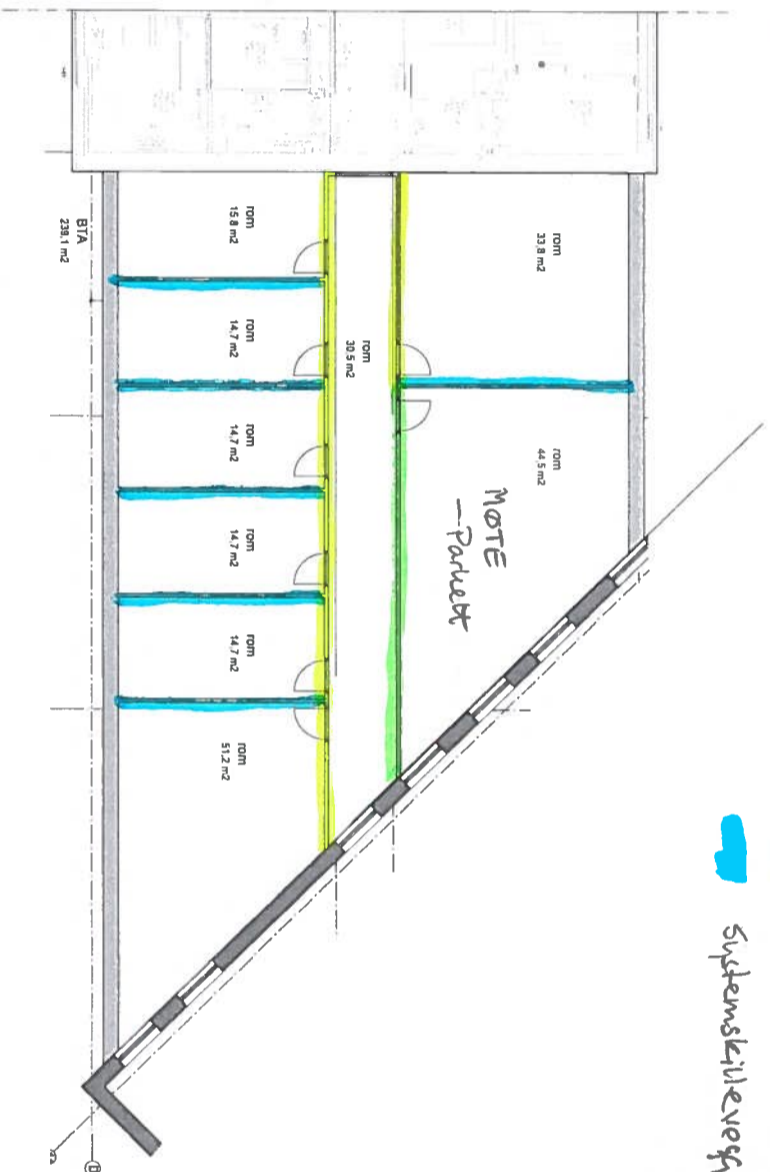 rom
33,8 m2
rom
15,8 m2
BTA
239,1 m2
rom
30,5 m2
rom
14,7 m2
rom
14,7 m2
rom
44,5 m2
MØTE
— Parkett
rom
14,7 m2
rom
14,7 m2
rom
51,2 m2
Systemskillevegg